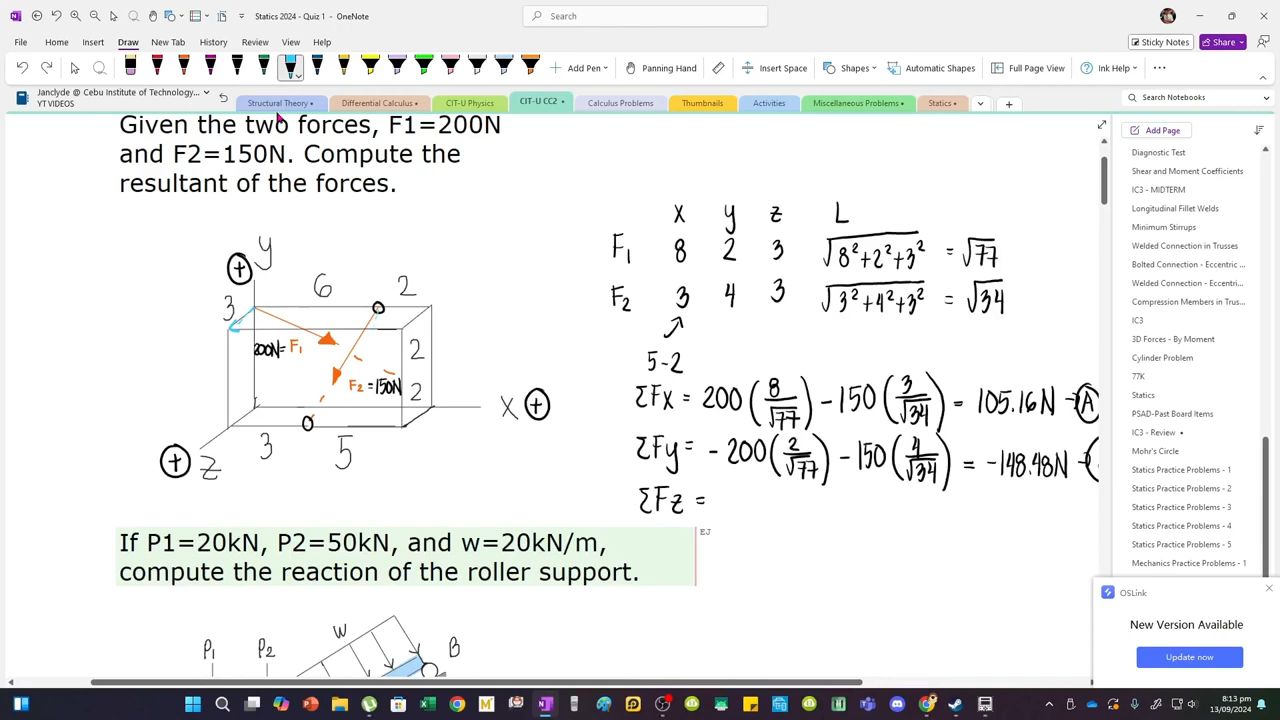 Statics 2024 - Quiz 1 - OneNote
Search
File Home Insert Draw New Tab History Review View Help
Sticky Notes Share
Add Pen Panning Hand Insert Space Shapes Automatic Shapes Full Page View Ink Help
Janclyde @ Cebu Institute of Technology...
YT VIDEOS
Structural Theory Differential Calculus CIT-U Physics CIT-U CC2 Calculus Problems Thumbnails Activities Miscellaneous Problems Statics
Search Notebooks
Given the two forces, F1=200N
and F2=150N. Compute the
resultant of the forces.
+ y
6 2
3
200N= F1
2
F2 =150N
2
X +
3 5
+ z
x y z L
F1 8 2 3 √8²+2²+3² = √77
F2 3 4 3 √3²+4²+3² = √34
5-2
ΣFx = 200 (8/√77) - 150 (3/√34) = 105.16N → A
ΣFy = - 200 (2/√77) - 150 (4/√34) = -148.48N →
ΣFz =
EJ
If P1=20kN, P2=50kN, and w=20kN/m,
compute the reaction of the roller support.
P1 P2 W B
Add Page
Diagnostic Test
Shear and Moment Coefficients
IC3 - MIDTERM
Longitudinal Fillet Welds
Minimum Stirrups
Welded Connection in Trusses
Bolted Connection - Eccentric ...
Welded Connection - Eccentric ...
Compression Members in Trus...
IC3
3D Forces - By Moment
Cylinder Problem
77K
Statics
PSAD-Past Board Items
IC3 - Review
Mohr's Circle
Statics Practice Problems - 1
Statics Practice Problems - 2
Statics Practice Problems - 3
Statics Practice Problems - 4
Statics Practice Problems - 5
Mechanics Practice Problems - 1
OSLink
New Version Available
Update now
8:13 pm
13/09/2024